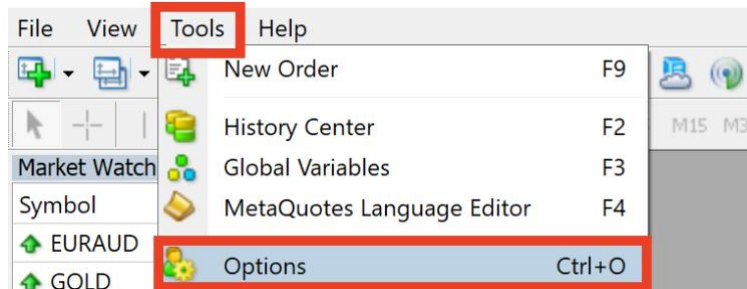 File View Tools Help
New Order F9
M15
History Center F2
Market Watch
Global Variables F3
Symbol
MetaQuotes Language Editor F4
EURAUD
Options Ctrl+O
GOLD